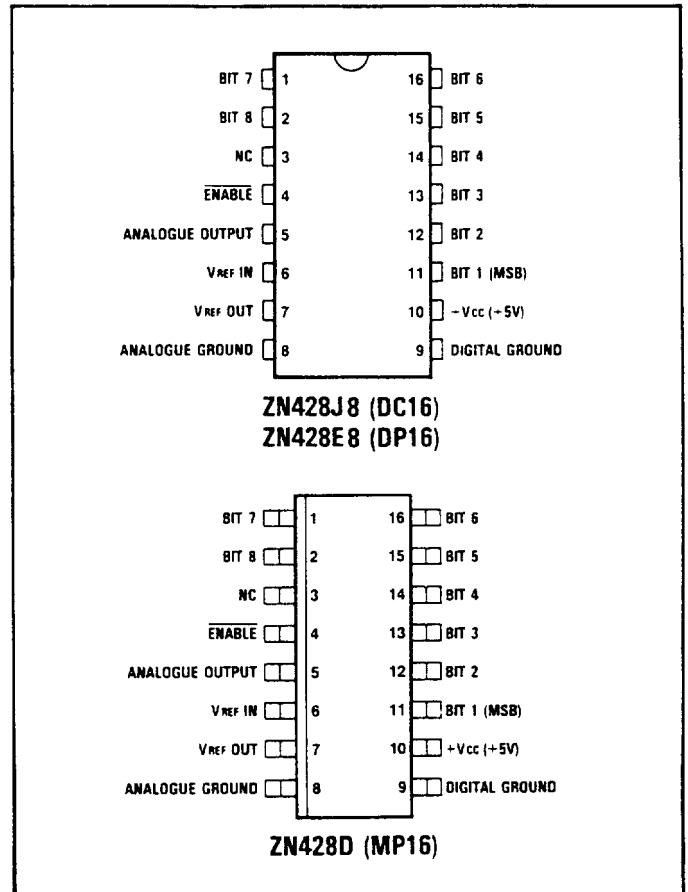 BIT 7 1 16 BIT 6
BIT 8 2 15 BIT 5
NC 3 14 BIT 4
ENABLE 4 13 BIT 3
ANALOGUE OUTPUT 5 12 BIT 2
VREF IN 6 11 BIT 1 (MSB)
VREF OUT 7 10 +Vcc (+5V)
ANALOGUE GROUND 8 9 DIGITAL GROUND
ZN428J8 (DC16)
ZN428E8 (DP16)
BIT 7 1 16 BIT 6
BIT 8 2 15 BIT 5
NC 3 14 BIT 4
ENABLE 4 13 BIT 3
ANALOGUE OUTPUT 5 12 BIT 2
VREF IN 6 11 BIT 1 (MSB)
VREF OUT 7 10 +Vcc (+5V)
ANALOGUE GROUND 8 9 DIGITAL GROUND
ZN428D (MP16)